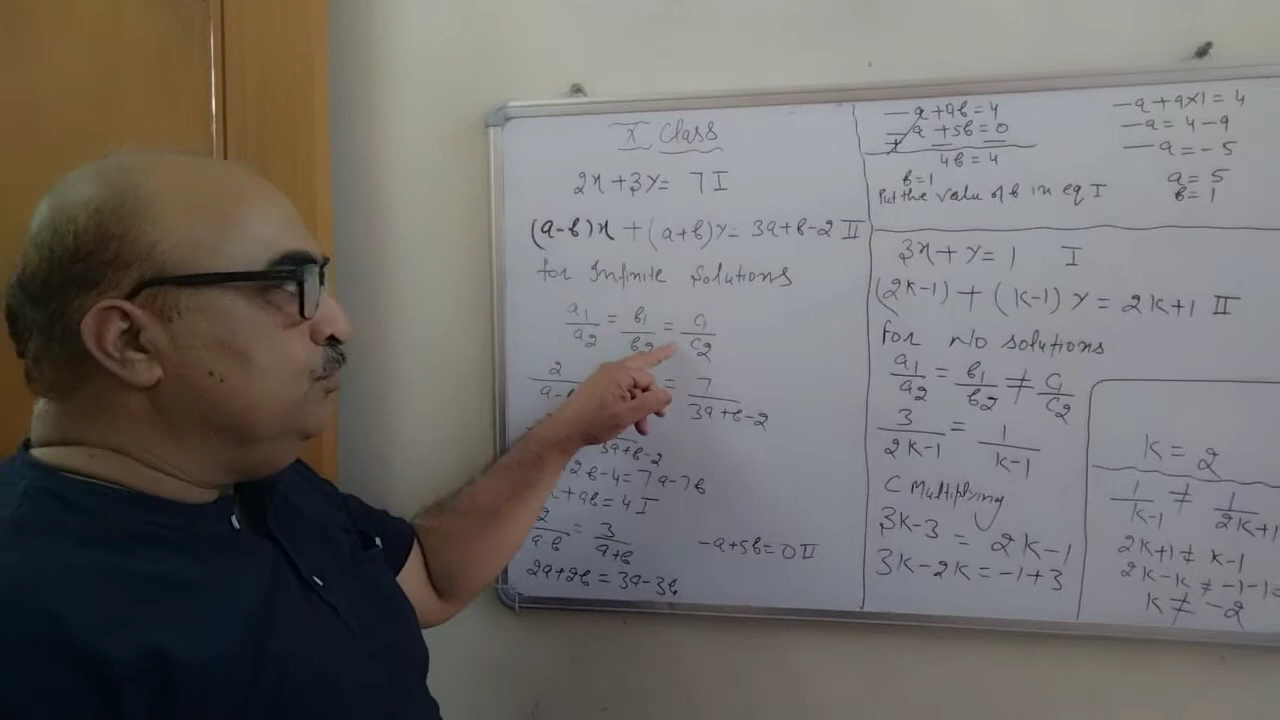 X Class
2x+3y= 7 I
(a-b)x + (a+b)y= 3a+b-2 II
for Infinite Solutions
a1/a2 = b1/b2 = c1/c2
2/a-b = 7/3a+b-2
3a+b-2
2b-4=7a-7b
+9b=4 I
2/a-b = 3/a+b
-a+5b=0 II
2a+2b=3a-3b
-a+9b=4
-a+5b=0
4b=4
b=1
Put the value of b in eq I
-a+9x1=4
-a=4-9
-a=-5
a=5
b=1
3x+y=1 I
(2k-1)+(k-1)y=2k+1 II
for no solutions
a1/a2 = b1/b2 ≠ c1/c2
3/2k-1 = 1/k-1
C Multiplying
3k-3 = 2k-1
3k-2k=-1+3
k=2
1/k-1 ≠ 1/2k+1
2k+1≠ k-1
2k-k≠-1-1
k≠-2